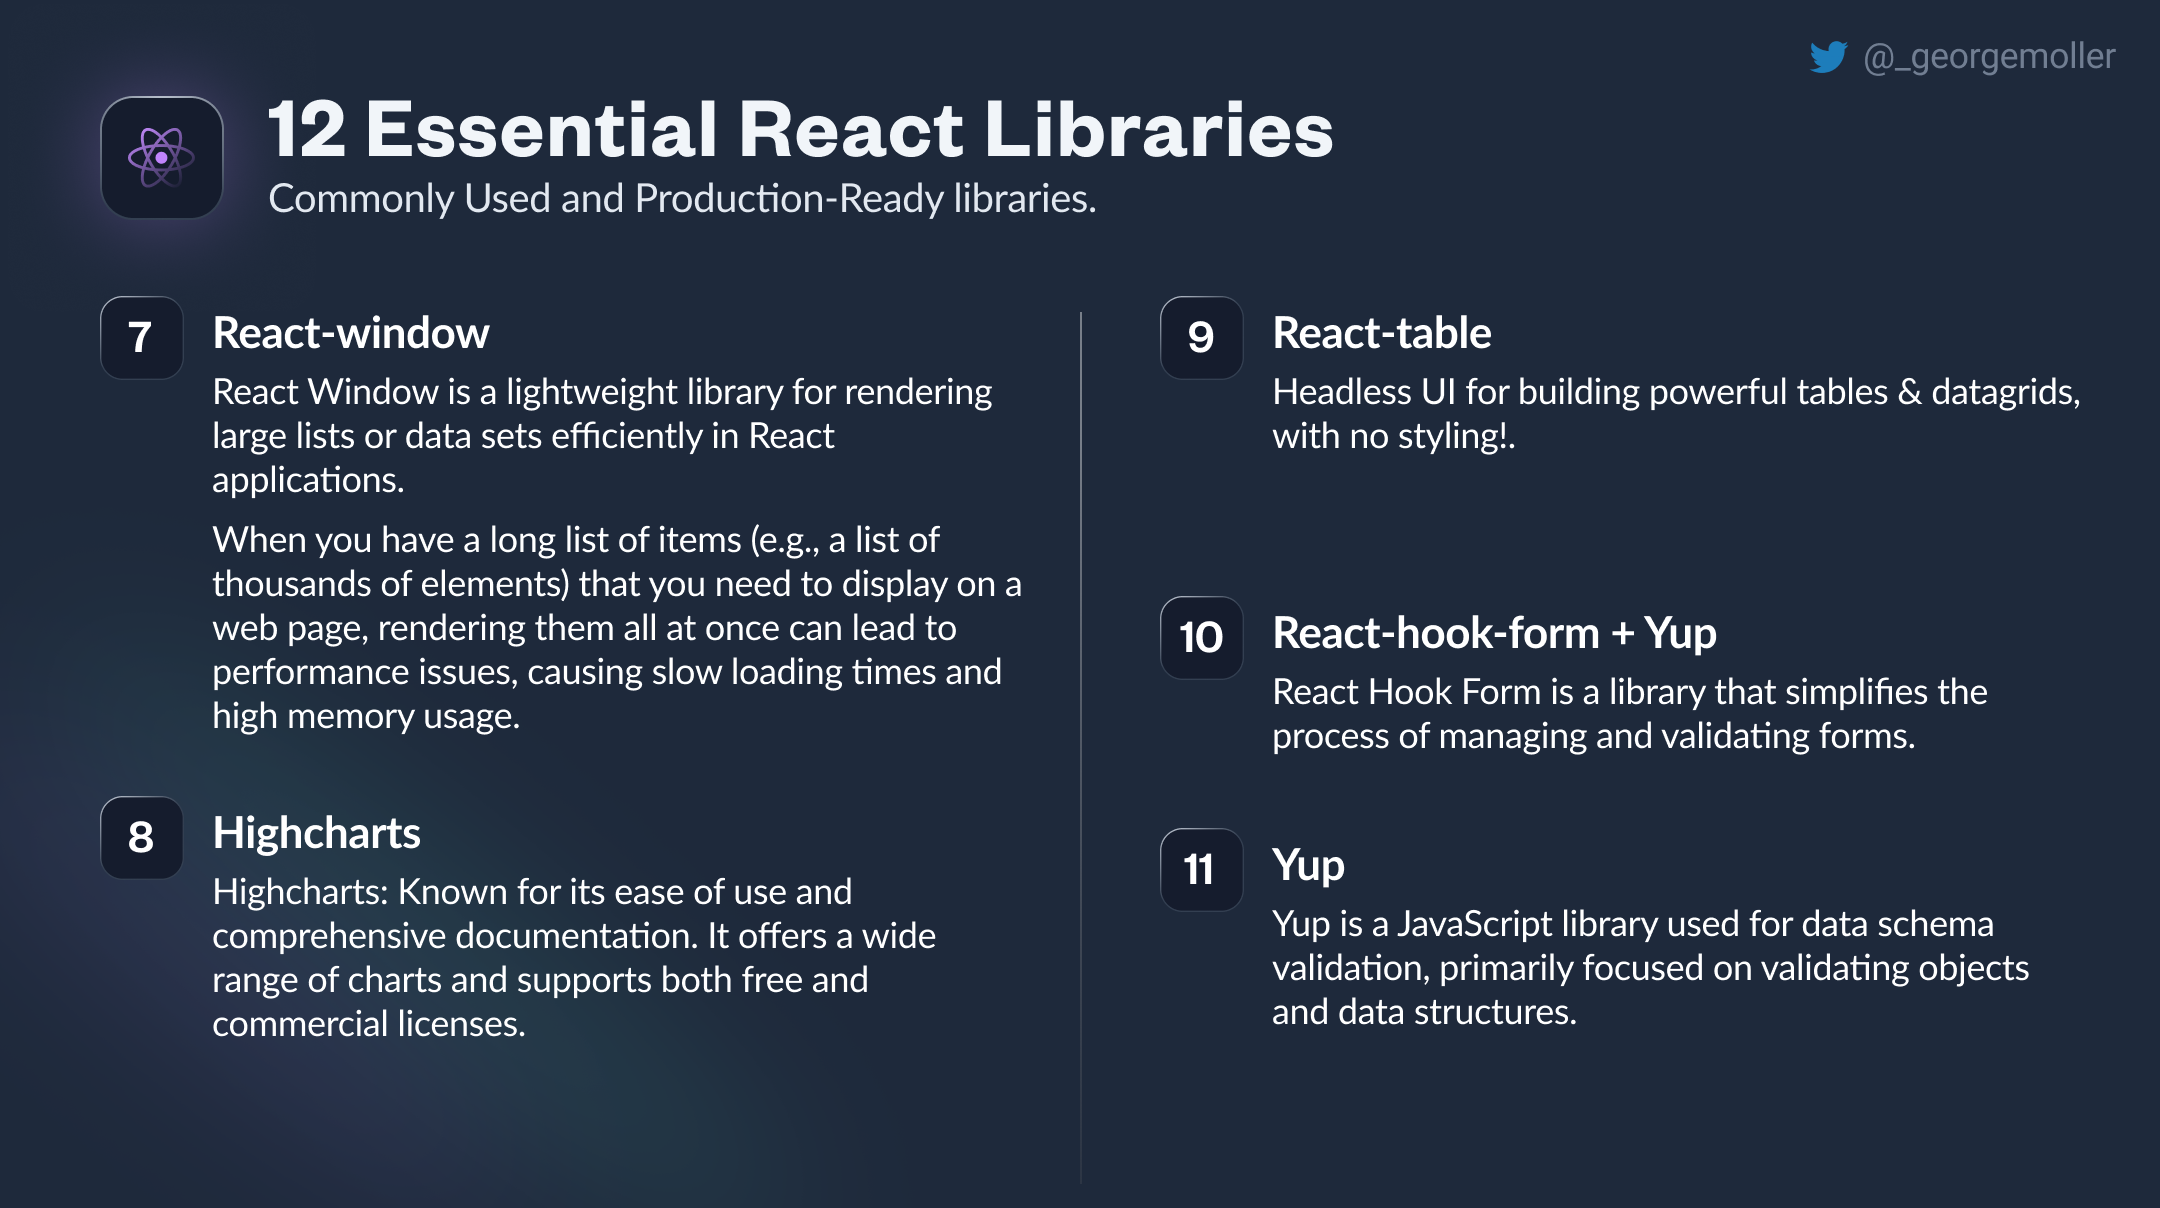 @_georgemoller
12 Essential React Libraries
Commonly Used and Production-Ready libraries.
7
React-window
React Window is a lightweight library for rendering
large lists or data sets efficiently in React
applications.
When you have a long list of items (e.g., a list of
thousands of elements) that you need to display on a
web page, rendering them all at once can lead to
performance issues, causing slow loading times and
high memory usage.
8
Highcharts
Highcharts: Known for its ease of use and
comprehensive documentation. It offers a wide
range of charts and supports both free and
commercial licenses.
9
React-table
Headless UI for building powerful tables & datagrids,
with no styling!.
10
React-hook-form + Yup
React Hook Form is a library that simplifies the
process of managing and validating forms.
11
Yup
Yup is a JavaScript library used for data schema
validation, primarily focused on validating objects
and data structures.